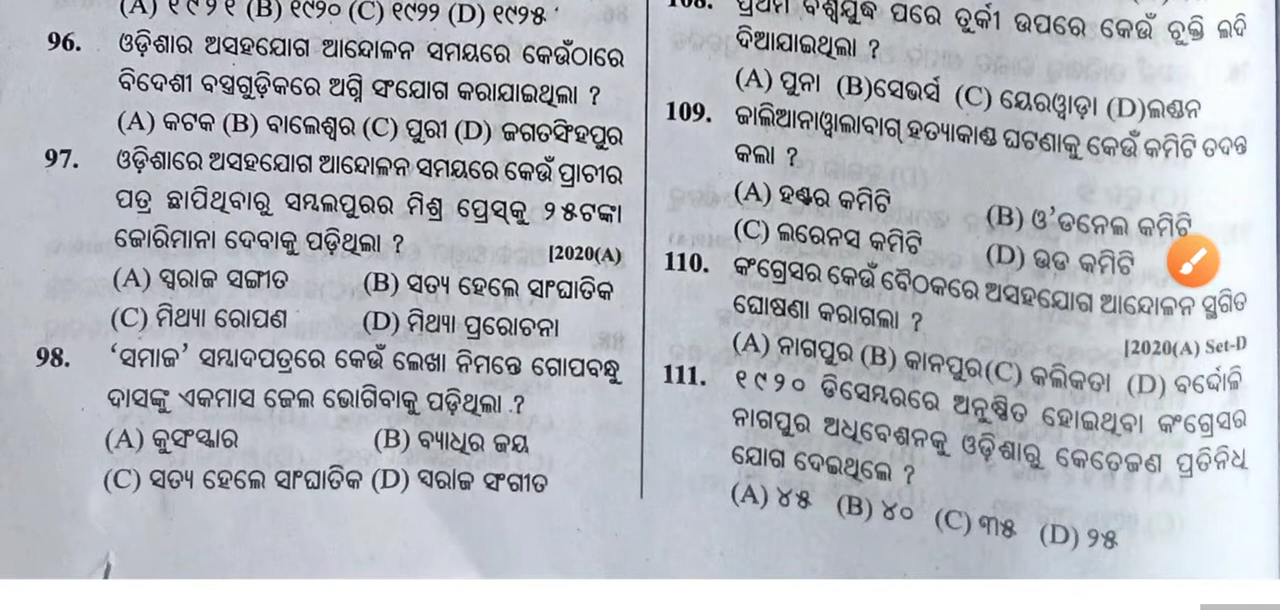 (A) ୧୯୨୧ (B) ୧୯୨୦ (C) ୧୯୨୨ (D) ୧୯୨୫
96. ଓଡ଼ିଶାର ଅସହଯୋଗ ଆନ୍ଦୋଳନ ସମୟରେ କେଉଁଠାରେ
ବିଦେଶୀ ବସ୍ତ୍ରଗୁଡ଼ିକରେ ଅଗ୍ନି ସଂଯୋଗ କରାଯାଇଥିଲା ?
(A) କଟକ (B) ବାଲେଶ୍ୱର (C) ପୁରୀ (D) ଜଗତସିଂହପୁର
97. ଓଡ଼ିଶାରେ ଅସହଯୋଗ ଆନ୍ଦୋଳନ ସମୟରେ କେଉଁ ପ୍ରାଚୀର
ପତ୍ର ଛାପିଥିବାରୁ ସମ୍ବଲପୁରର ମିଶ୍ର ପ୍ରେସ୍‌କୁ ୨୫ଟଙ୍କା
ଜୋରିମାନା ଦେବାକୁ ପଡ଼ିଥିଲା ? [2020(A)
(A) ସ୍ୱରାଜ ସଙ୍ଗୀତ (B) ସତ୍ୟ ହେଲେ ସାଂଘାତିକ
(C) ମିଥ୍ୟା ରୋପଣ (D) ମିଥ୍ୟା ପ୍ରରୋଚନା
98. ‘ସମାଜ’ ସମ୍ବାଦପତ୍ରରେ କେଉଁ ଲେଖା ନିମନ୍ତେ ଗୋପବନ୍ଧୁ
ଦାସଙ୍କୁ ଏକମାସ ଜେଲ ଭୋଗିବାକୁ ପଡ଼ିଥିଲା ?
(A) କୁସଂସ୍କାର (B) ବ୍ୟାଧିର ଜୟ
(C) ସତ୍ୟ ହେଲେ ସାଂଘାତିକ (D) ସରାଜ ସଂଗୀତ
108. ପ୍ରଥମ ବିଶ୍ୱଯୁଦ୍ଧ ପରେ ତୁର୍କୀ ଉପରେ କେଉଁ ଚୁକ୍ତି ଲଦି
ଦିଆଯାଇଥିଲା ?
(A) ପୁନା (B)ସେଭର୍ସ (C) ୟେରୱାଡ଼ା (D)ଲଣ୍ଡନ
109. ଜାଲିଆନାୱାଲାବାଗ୍ ହତ୍ୟାକାଣ୍ଡ ଘଟଣାକୁ କେଉଁ କମିଟି ତଦନ୍ତ
କଲା ?
(A) ହଣ୍ଟର କମିଟି (B) ଓ’ଡନେଲ କମିଟି
(C) ଲରେନସ୍ କମିଟି (D) ଉଡ କମିଟି
110. କଂଗ୍ରେସର କେଉଁ ବୈଠକରେ ଅସହଯୋଗ ଆନ୍ଦୋଳନ ସ୍ଥଗିତ
ଘୋଷଣା କରାଗଲା ? [2020(A) Set-D
(A) ନାଗପୁର (B) କାନପୁର(C) କଲିକତା (D) ବର୍ଦ୍ଦୋଳି
111. ୧୯୨୦ ଡିସେମ୍ବରରେ ଅନୁଷ୍ଠିତ ହୋଇଥିବା କଂଗ୍ରେସର
ନାଗପୁର ଅଧିବେଶନକୁ ଓଡ଼ିଶାରୁ କେତେଜଣ ପ୍ରତିନିଧି
ଯୋଗ ଦେଇଥିଲେ ?
(A) ୪୫ (B) ୪୦ (C) ୩୫ (D) ୨୫